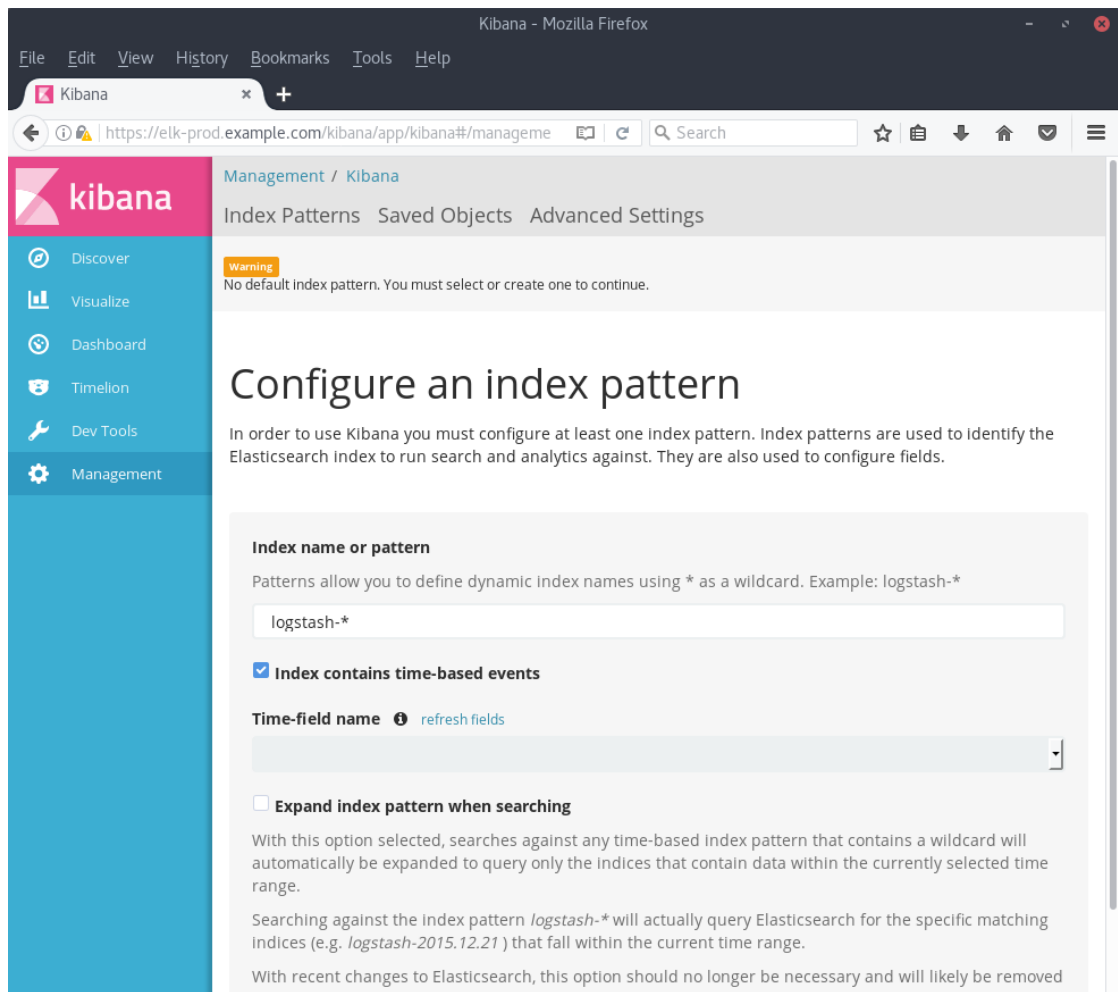 Kibana - Mozilla Firefox
File Edit View History Bookmarks Tools Help
Kibana
https://elk-prod.example.com/kibana/app/kibana#/manageme
Search
kibana
Management / Kibana
Index Patterns Saved Objects Advanced Settings
Discover
Visualize
Dashboard
Timelion
Dev Tools
Management
Warning
No default index pattern. You must select or create one to continue.
Configure an index pattern
In order to use Kibana you must configure at least one index pattern. Index patterns are used to identify the
Elasticsearch index to run search and analytics against. They are also used to configure fields.
Index name or pattern
Patterns allow you to define dynamic index names using * as a wildcard. Example: logstash-*
logstash-*
Index contains time-based events
Time-field name refresh fields
Expand index pattern when searching
With this option selected, searches against any time-based index pattern that contains a wildcard will
automatically be expanded to query only the indices that contain data within the currently selected time
range.
Searching against the index pattern logstash-* will actually query Elasticsearch for the specific matching
indices (e.g. logstash-2015.12.21 ) that fall within the current time range.
With recent changes to Elasticsearch, this option should no longer be necessary and will likely be removed